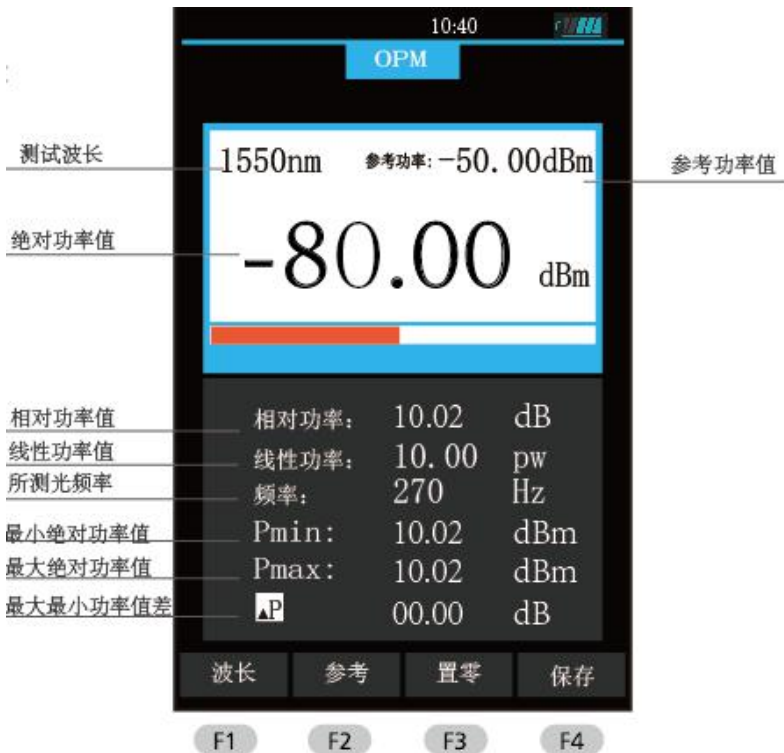 10:40
OPM
测试波长
1550nm 参考功率:-50.00dBm
参考功率值
绝对功率值
-80.00 dBm
相对功率值
相对功率: 10.02 dB
线性功率值
线性功率: 10.00 pw
所测光频率
频率: 270 Hz
最小绝对功率值
Pmin: 10.02 dBm
最大绝对功率值
Pmax: 10.02 dBm
最大最小功率值差
▲P 00.00 dB
波长 参考 置零 保存
F1 F2 F3 F4